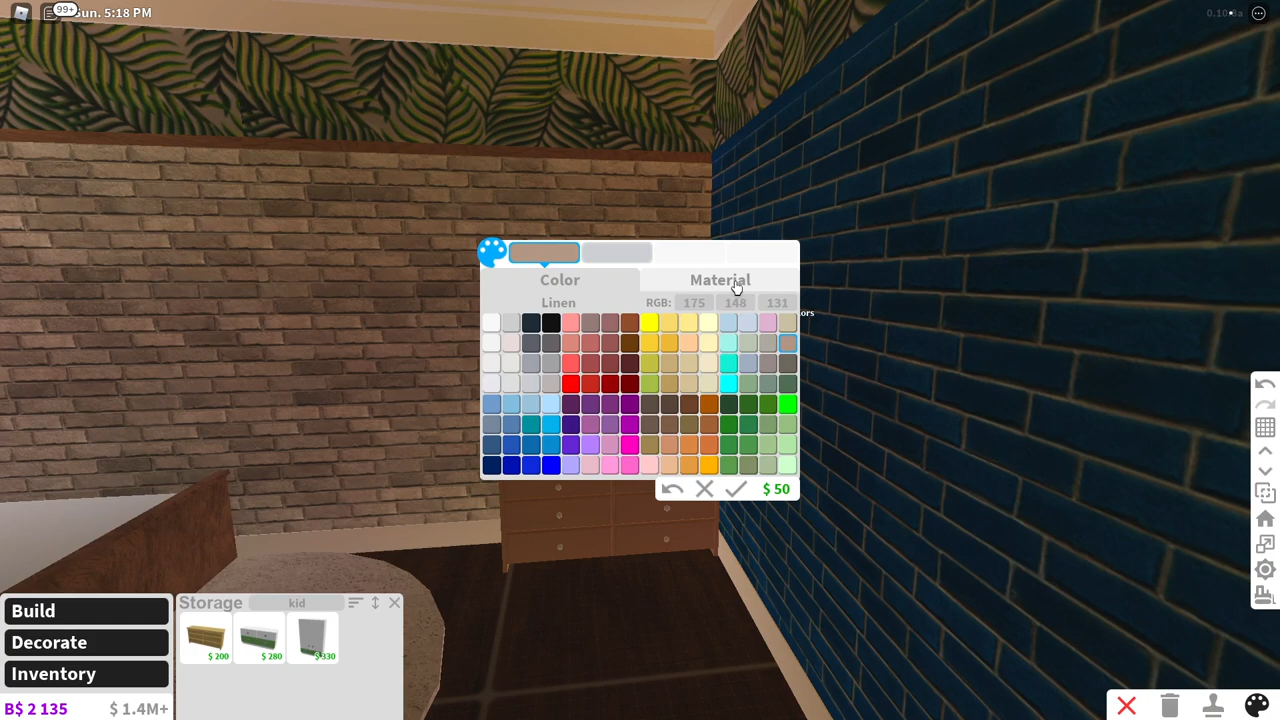 99+
Sun. 5:18 PM
Color
Material
Linen
RGB: 175 148 131
ors
$ 50
Build
Decorate
Inventory
B$ 2 135
$ 1.4M+
Storage
kid
$ 200
$ 280
$ 330